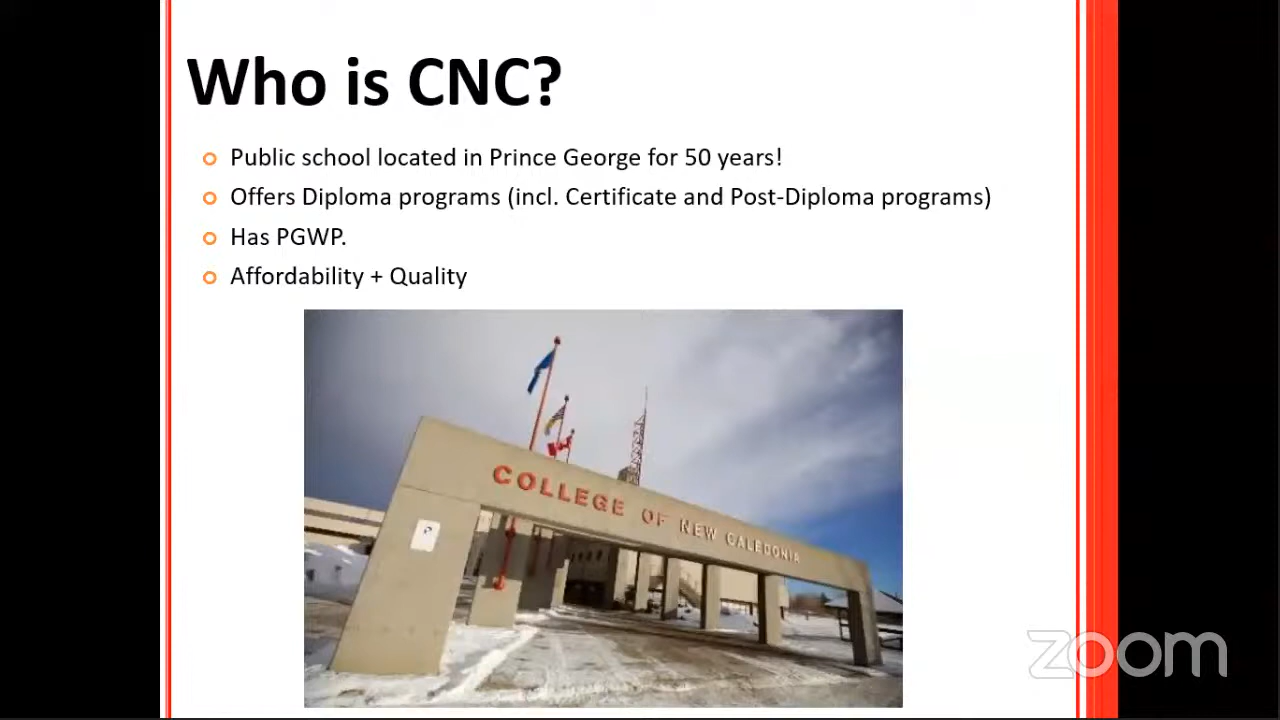 Who is CNC?
Public school located in Prince George for 50 years!
Offers Diploma programs (incl. Certificate and Post-Diploma programs)
Has PGWP.
Affordability + Quality
COLLEGE OF NEW CALEDONIA
zoom